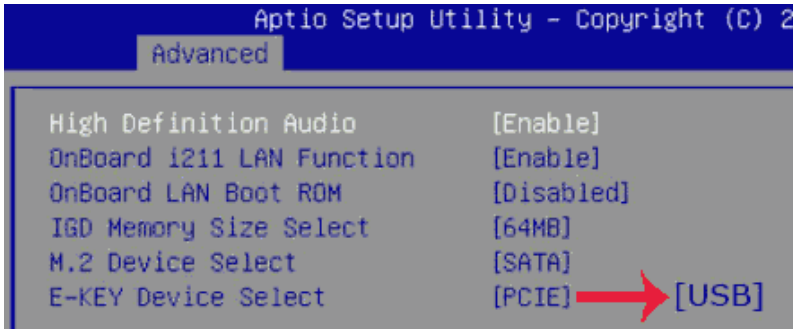 Aptio Setup Utility – Copyright (C) 2
Advanced
High Definition Audio [Enable]
OnBoard i211 LAN Function [Enable]
OnBoard LAN Boot ROM [Disabled]
IGD Memory Size Select [64MB]
M.2 Device Select [SATA]
E-KEY Device Select [PCIE] [USB]